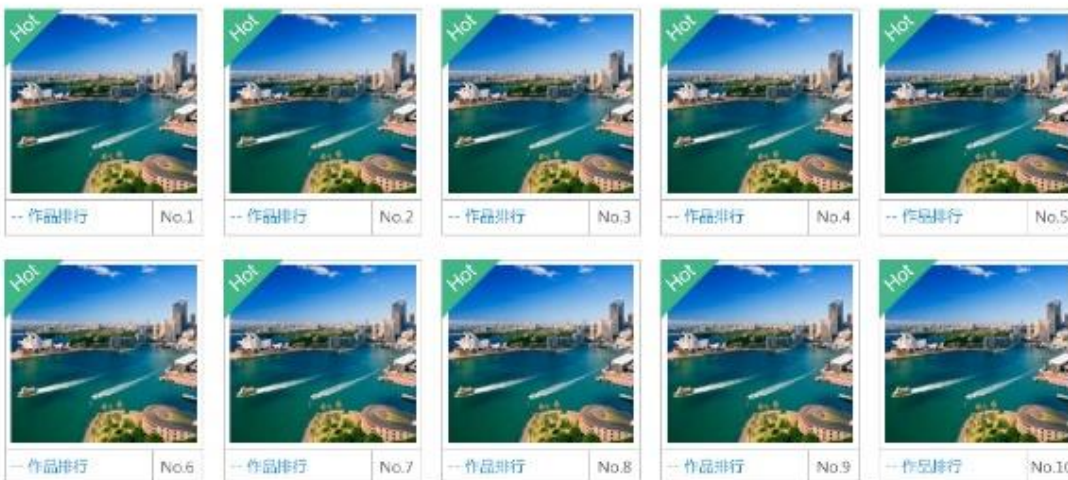 Hot Hot Hot Hot Hot
-- 作品排行 No.1 -- 作品排行 No.2 -- 作品排行 No.3 -- 作品排行 No.4 -- 作品排行 No.5
Hot Hot Hot Hot Hot
-- 作品排行 No.6 -- 作品排行 No.7 -- 作品排行 No.8 -- 作品排行 No.9 -- 作品排行 No.10